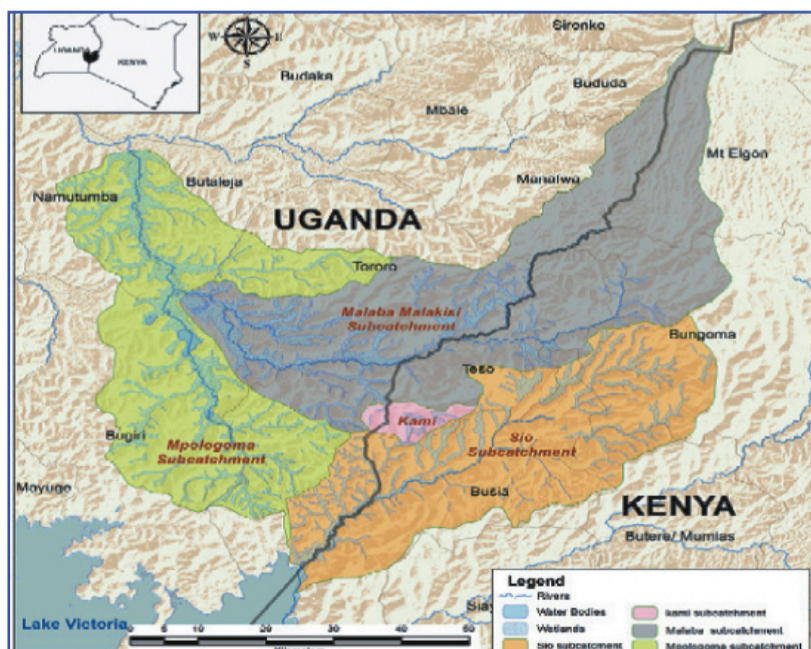 UGANDA
KENYA
W
E
S
Sironko
Budaka
Bududa
Mbale
Mt Elgon
Manafwa
Butaleja
Namutumba
UGANDA
Tororo
Malaba Malakisi
Subcatchment
Bungoma
Teso
Kami
Bugiri
Mpologoma
Subcatchment
Sio
Subcatchment
Mayuge
Busia
KENYA
Butere/ Mumias
Legend
Rivers
Water Bodies
Wetlands
Sio subcatchment
kami subcatchment
Malaba subcatchment
Mpologoma subcatchment
Lake Victoria
0 5 10 20 30 40 50